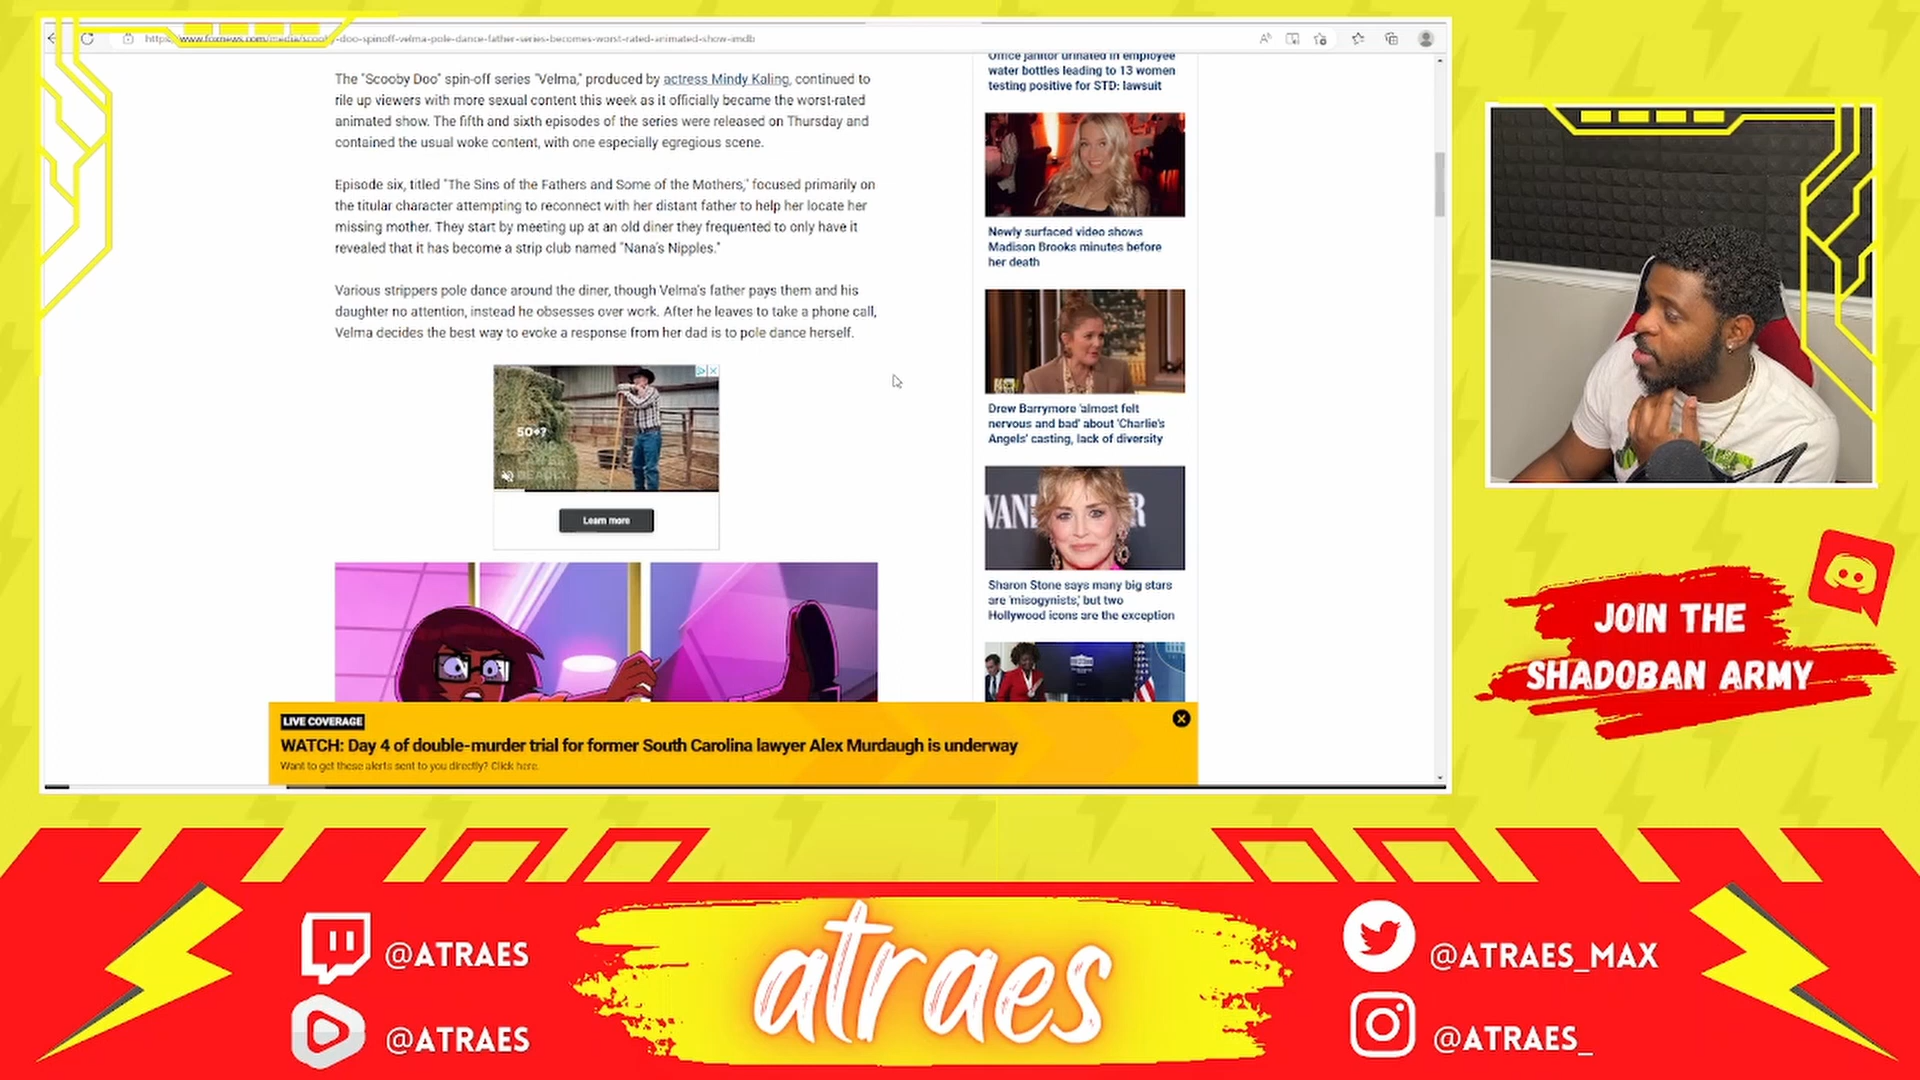 https://www.foxnews.com/media/scooby-doo-spinoff-velma-pole-dance-father-series-becomes-worst-rated-animated-show-imdb
The "Scooby Doo" spin-off series "Velma," produced by actress Mindy Kaling, continued to
rile up viewers with more sexual content this week as it officially became the worst-rated
animated show. The fifth and sixth episodes of the series were released on Thursday and
contained the usual woke content, with one especially egregious scene.
Episode six, titled "The Sins of the Fathers and Some of the Mothers," focused primarily on
the titular character attempting to reconnect with her distant father to help her locate her
missing mother. They start by meeting up at an old diner they frequented to only have it
revealed that it has become a strip club named "Nana's Nipples."
Various strippers pole dance around the diner, though Velma's father pays them and his
daughter no attention, instead he obsesses over work. After he leaves to take a phone call,
Velma decides the best way to evoke a response from her dad is to pole dance herself.
50+?
Learn more
Office janitor urinated in employee
water bottles leading to 13 women
testing positive for STD: lawsuit
Newly surfaced video shows
Madison Brooks minutes before
her death
Drew Barrymore 'almost felt
nervous and bad' about 'Charlie's
Angels' casting, lack of diversity
VANI R
Sharon Stone says many big stars
are 'misogynists,' but two
Hollywood icons are the exception
LIVE COVERAGE
WATCH: Day 4 of double-murder trial for former South Carolina lawyer Alex Murdaugh is underway
Want to get these alerts sent to you directly? Click here.
JOIN THE
SHADOBAN ARMY
@ATRAES
@ATRAES
atraes
@ATRAES_MAX
@ATRAES_